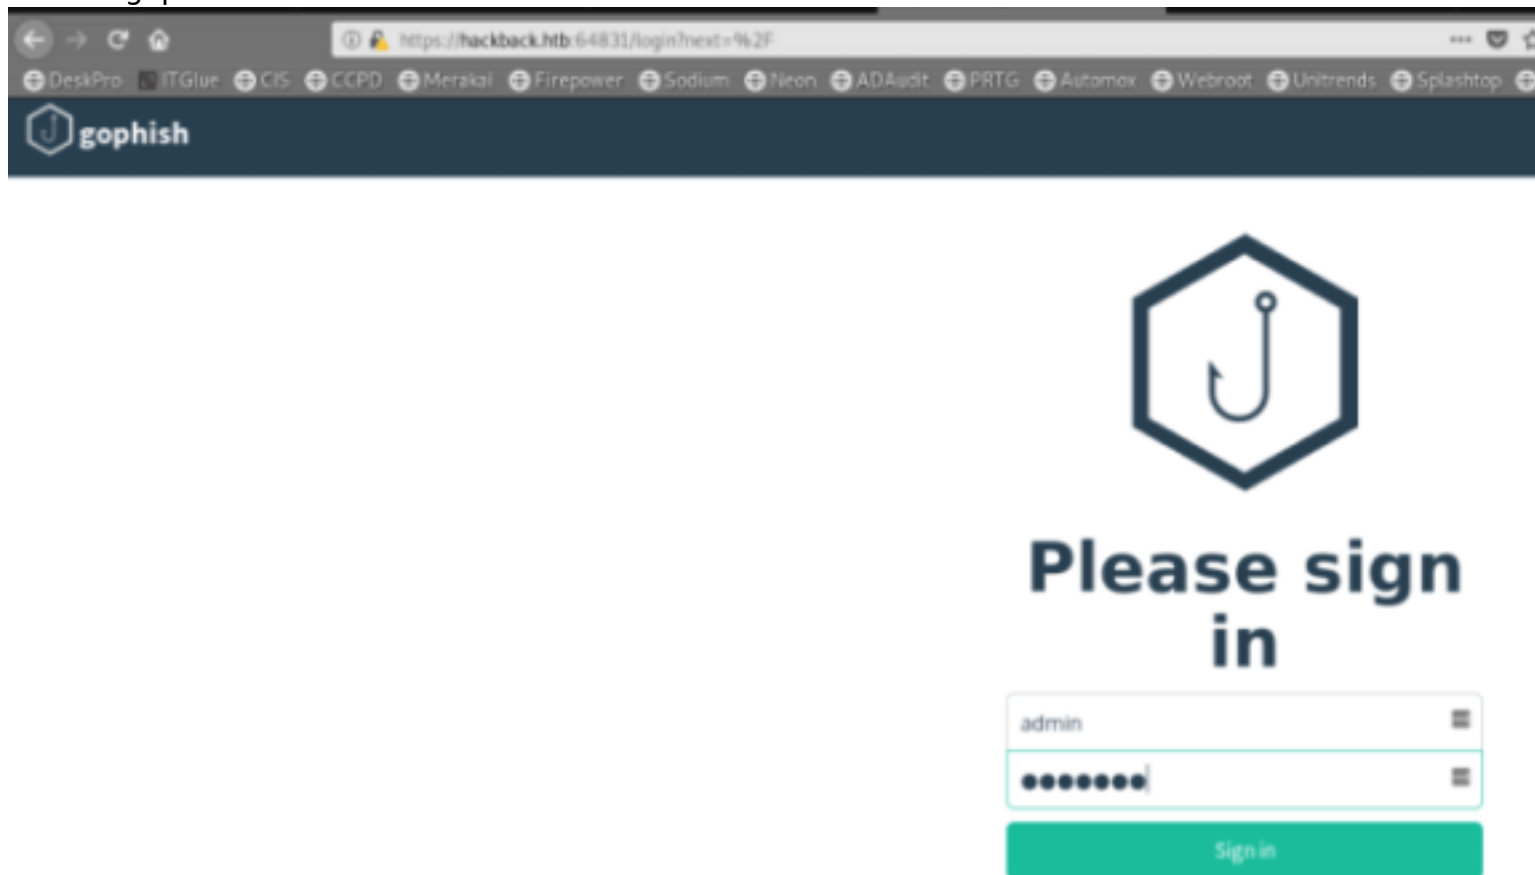 https://hackback.htb:64831/login?next=%2F
DeskPro ITGlue CIS CCPD Merakai Firepower Sodium Neon ADAudit PRTG Automox Webroot Unitrends Splashtop
gophish
Please sign
in
admin
Sign in